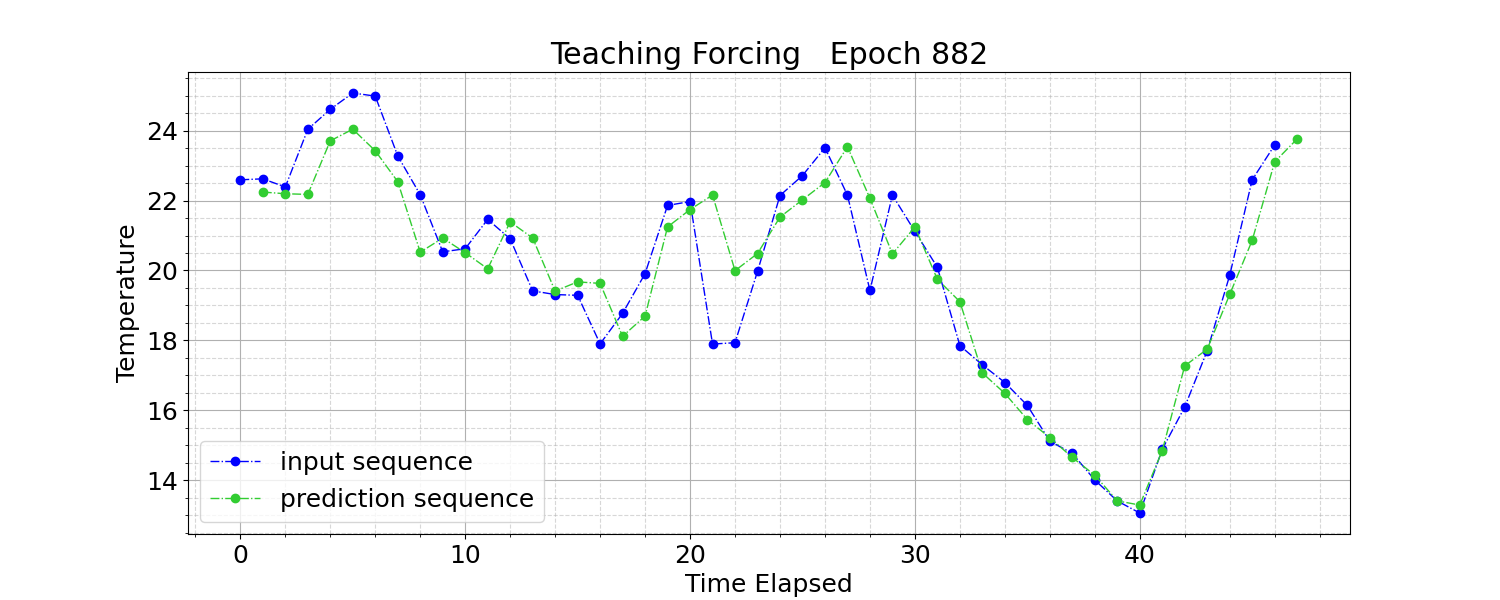 Teaching Forcing   Epoch 882
Temperature
24
22
20
18
16
14
input sequence
prediction sequence
0 10 20 30 40
Time Elapsed